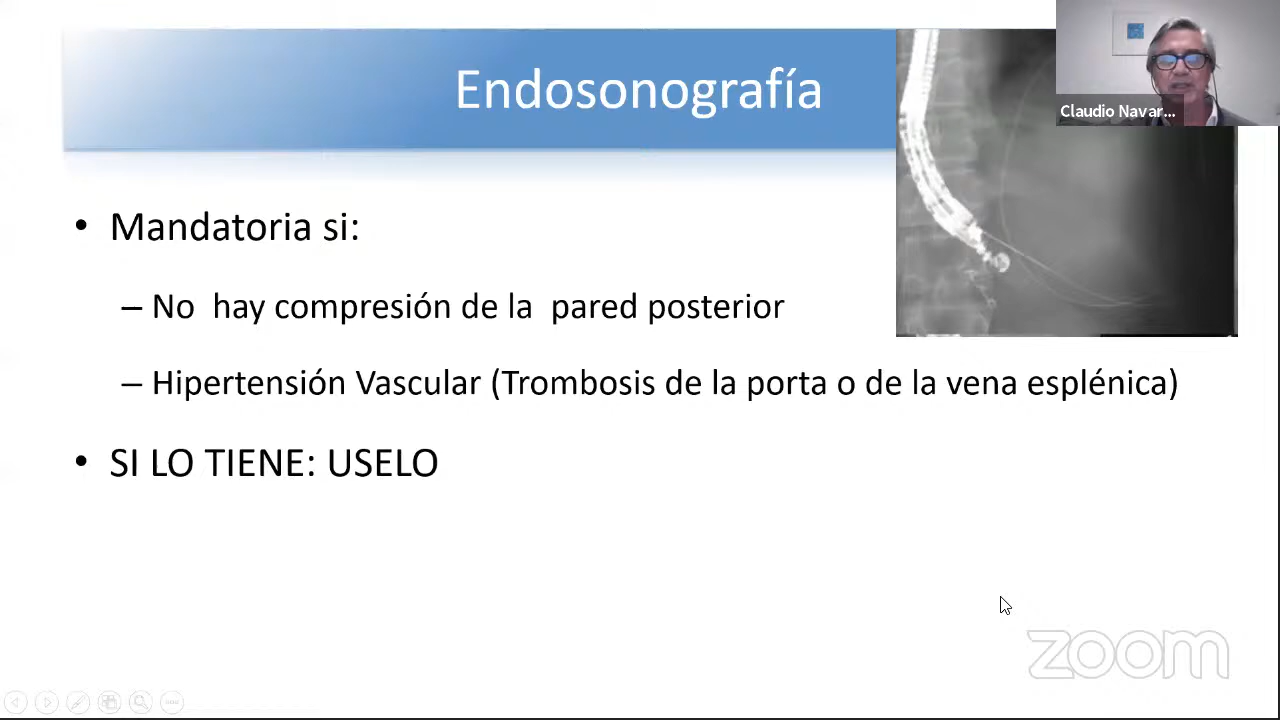 Endosonografía
Claudio Navar...
• Mandatoria si:
– No hay compresión de la pared posterior
– Hipertensión Vascular (Trombosis de la porta o de la vena esplénica)
• SI LO TIENE: USELO
zoom